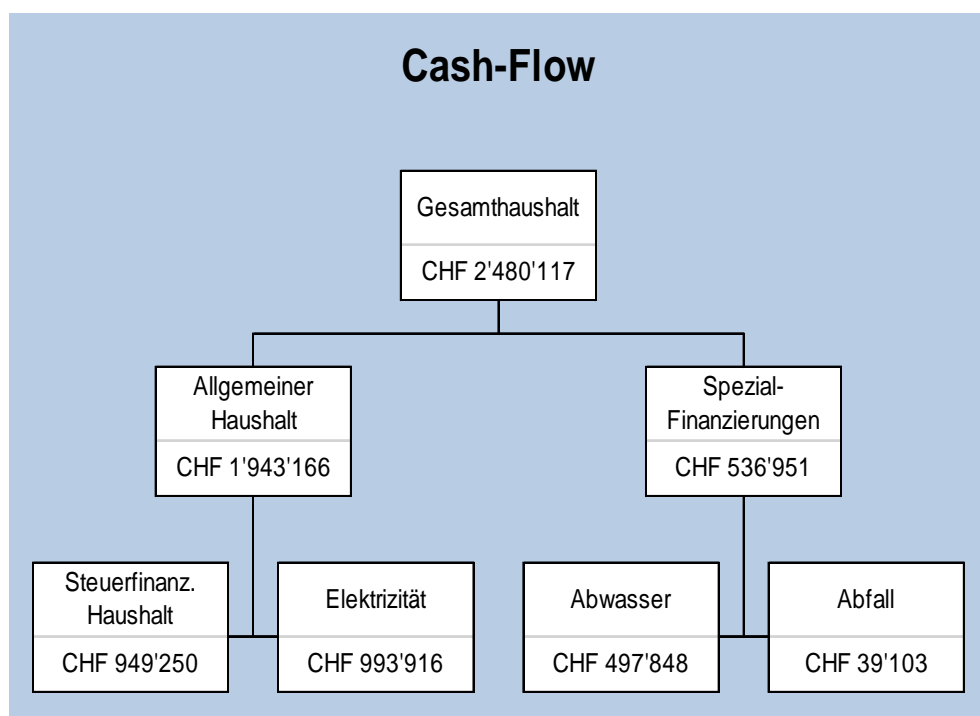 Cash-Flow
Gesamthaushalt
CHF 2'480'117
Allgemeiner
Haushalt
CHF 1'943'166
Spezial-
Finanzierungen
CHF 536'951
Steuerfinanz.
Haushalt
CHF 949'250
Elektrizität
CHF 993'916
Abwasser
CHF 497'848
Abfall
CHF 39'103